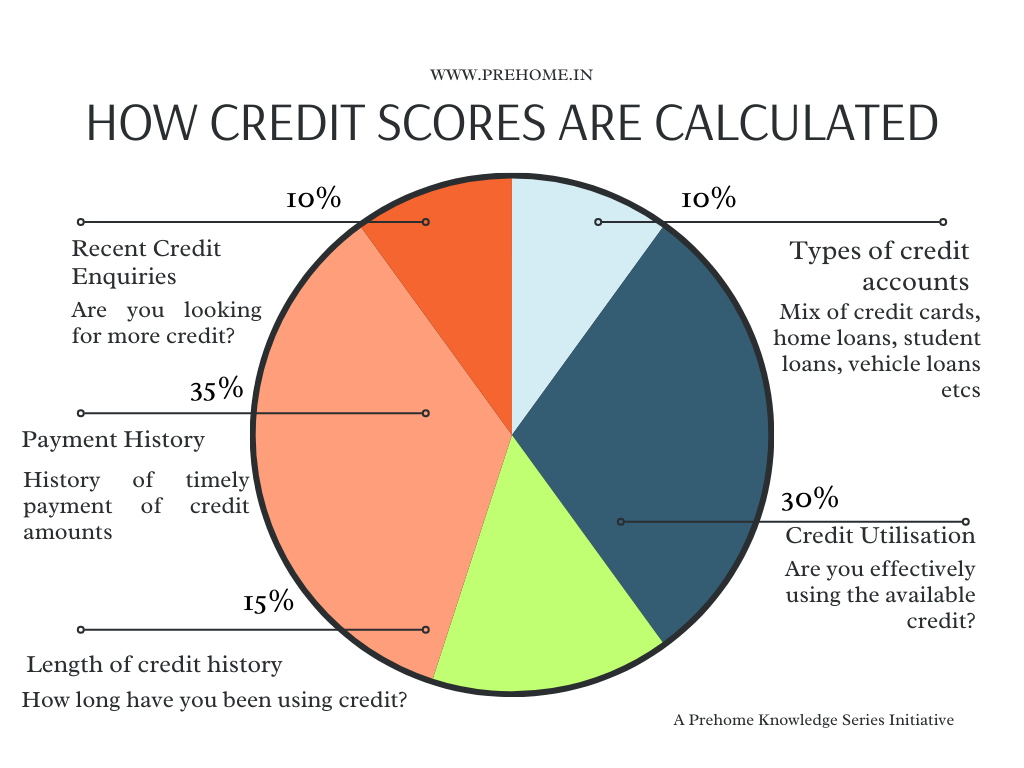 WWW.PREHOME.IN
HOW CREDIT SCORES ARE CALCULATED
10%
Recent Credit
Enquiries
Are you looking
for more credit?
35%
Payment History
History of timely
payment of credit
amounts
15%
Length of credit history
How long have you been using credit?
10%
Types of credit
accounts
Mix of credit cards,
home loans, student
loans, vehicle loans
etcs
30%
Credit Utilisation
Are you effectively
using the available
credit?
A Prehome Knowledge Series Initiative